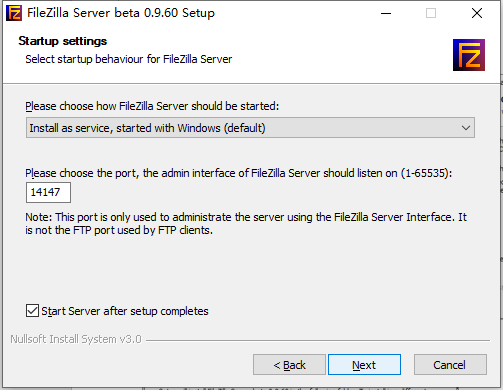 FileZilla Server beta 0.9.60 Setup
Startup settings
Select startup behaviour for FileZilla Server
Please choose how FileZilla Server should be started:
Install as service, started with Windows (default)
Please choose the port, the admin interface of FileZilla Server should listen on (1-65535):
14147
Note: This port is only used to administrate the server using the FileZilla Server Interface. It
is not the FTP port used by FTP clients.
Start Server after setup completes
Nullsoft Install System v3.0
< Back
Next
Cancel